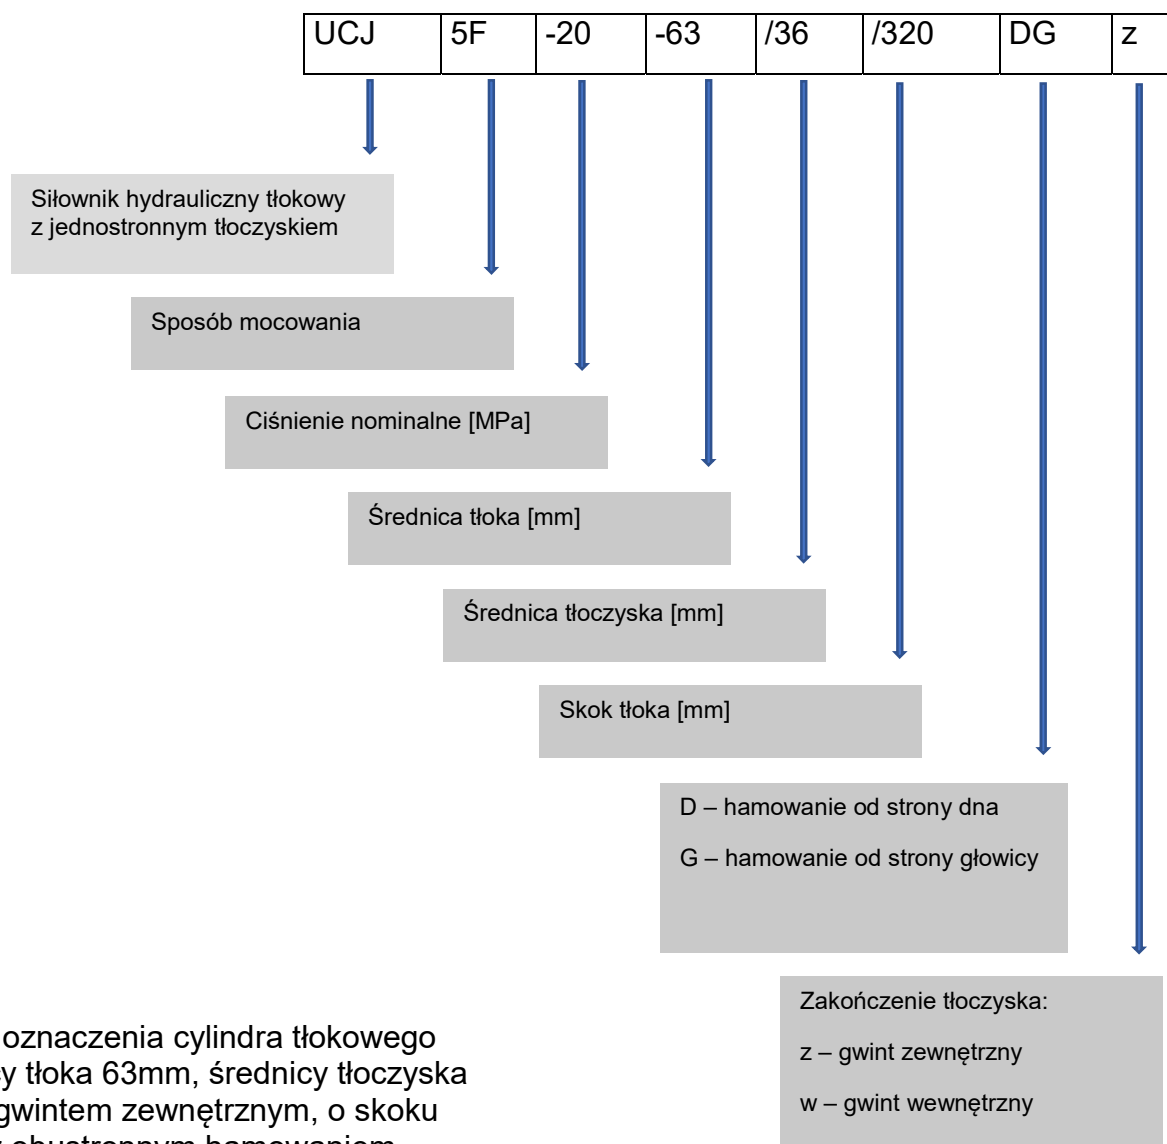 UCJ 5F -20 -63 /36 /320 DG z
Siłownik hydrauliczny tłokowy
z jednostronnym tłoczyskiem
Sposób mocowania
Ciśnienie nominalne [MPa]
Średnica tłoka [mm]
Średnica tłoczyska [mm]
Skok tłoka [mm]
D – hamowanie od strony dna
G – hamowanie od strony głowicy
Zakończenie tłoczyska:
z – gwint zewnętrzny
w – gwint wewnętrzny
oznaczenia cylindra tłokowego
tłoka 63mm, średnicy tłoczyska
gwintem zewnętrznym, o skoku
obustronnym hamowaniem